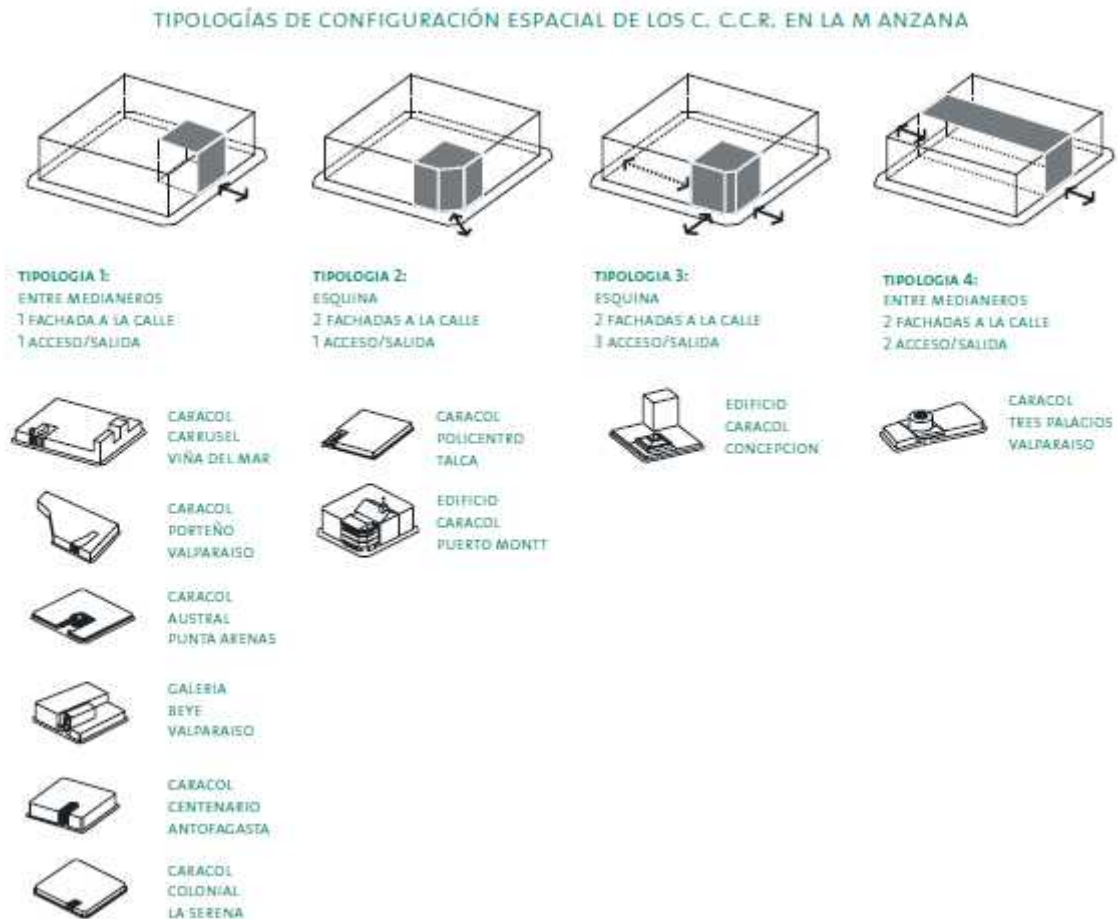 TIPOLOGÍAS DE CONFIGURACIÓN ESPACIAL DE LOS C. C.C.R. EN LA M ANZANA
TIPOLOGIA 1:
ENTRE MEDIANEROS
1 FACHADA A LA CALLE
1 ACCESO/SALIDA
TIPOLOGIA 2:
ESQUINA
2 FACHADAS A LA CALLE
1 ACCESO/SALIDA
TIPOLOGIA 3:
ESQUINA
2 FACHADAS A LA CALLE
3 ACCESO/SALIDA
TIPOLOGIA 4:
ENTRE MEDIANEROS
2 FACHADAS A LA CALLE
2 ACCESO/SALIDA
CARACOL
CARRUSEL
VIÑA DEL MAR
CARACOL
PORTEÑO
VALPARAISO
CARACOL
AUSTRAL
PUNTA ARENAS
GALERIA
BEYE
VALPARAISO
CARACOL
CENTENARIO
ANTOFAGASTA
CARACOL
COLONIAL
LA SERENA
CARACOL
POLICENTRO
TALCA
EDIFICIO
CARACOL
PUERTO MONTT
EDIFICIO
CARACOL
CONCEPCION
CARACOL
TRES PALACIOS
VALPARAISO